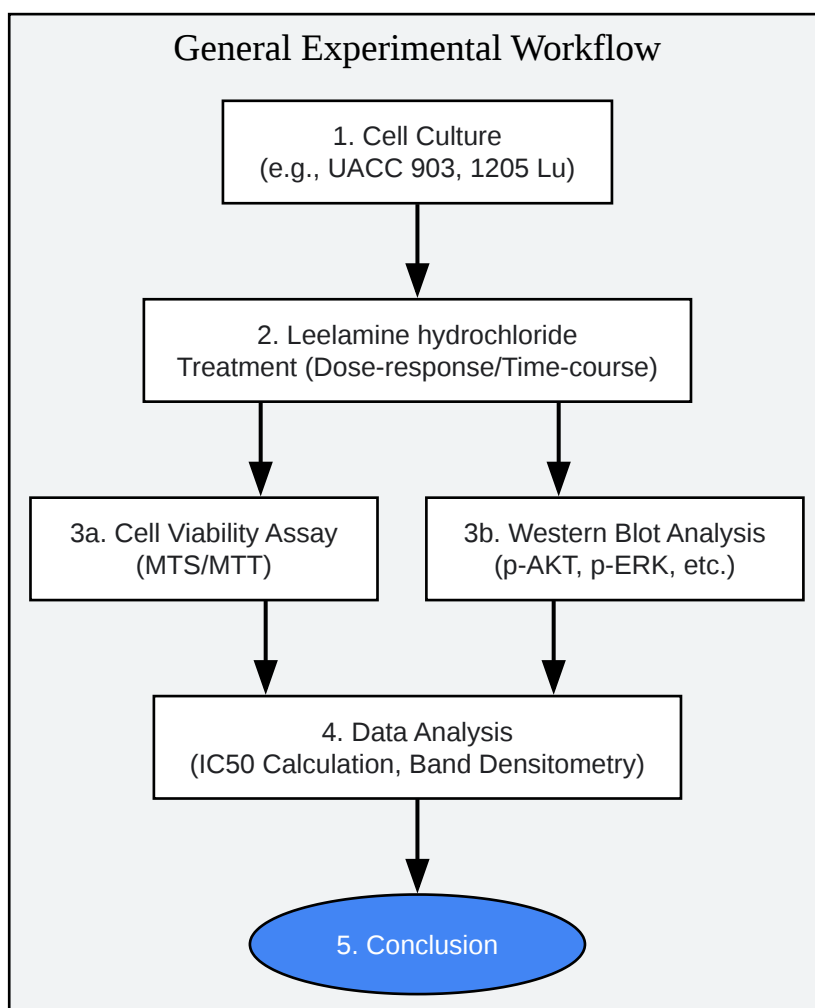 General Experimental Workflow
1. Cell Culture
(e.g., UACC 903, 1205 Lu)
2. Leelamine hydrochloride
Treatment (Dose-response/Time-course)
3a. Cell Viability Assay
(MTS/MTT)
3b. Western Blot Analysis
(p-AKT, p-ERK, etc.)
4. Data Analysis
(IC50 Calculation, Band Densitometry)
5. Conclusion